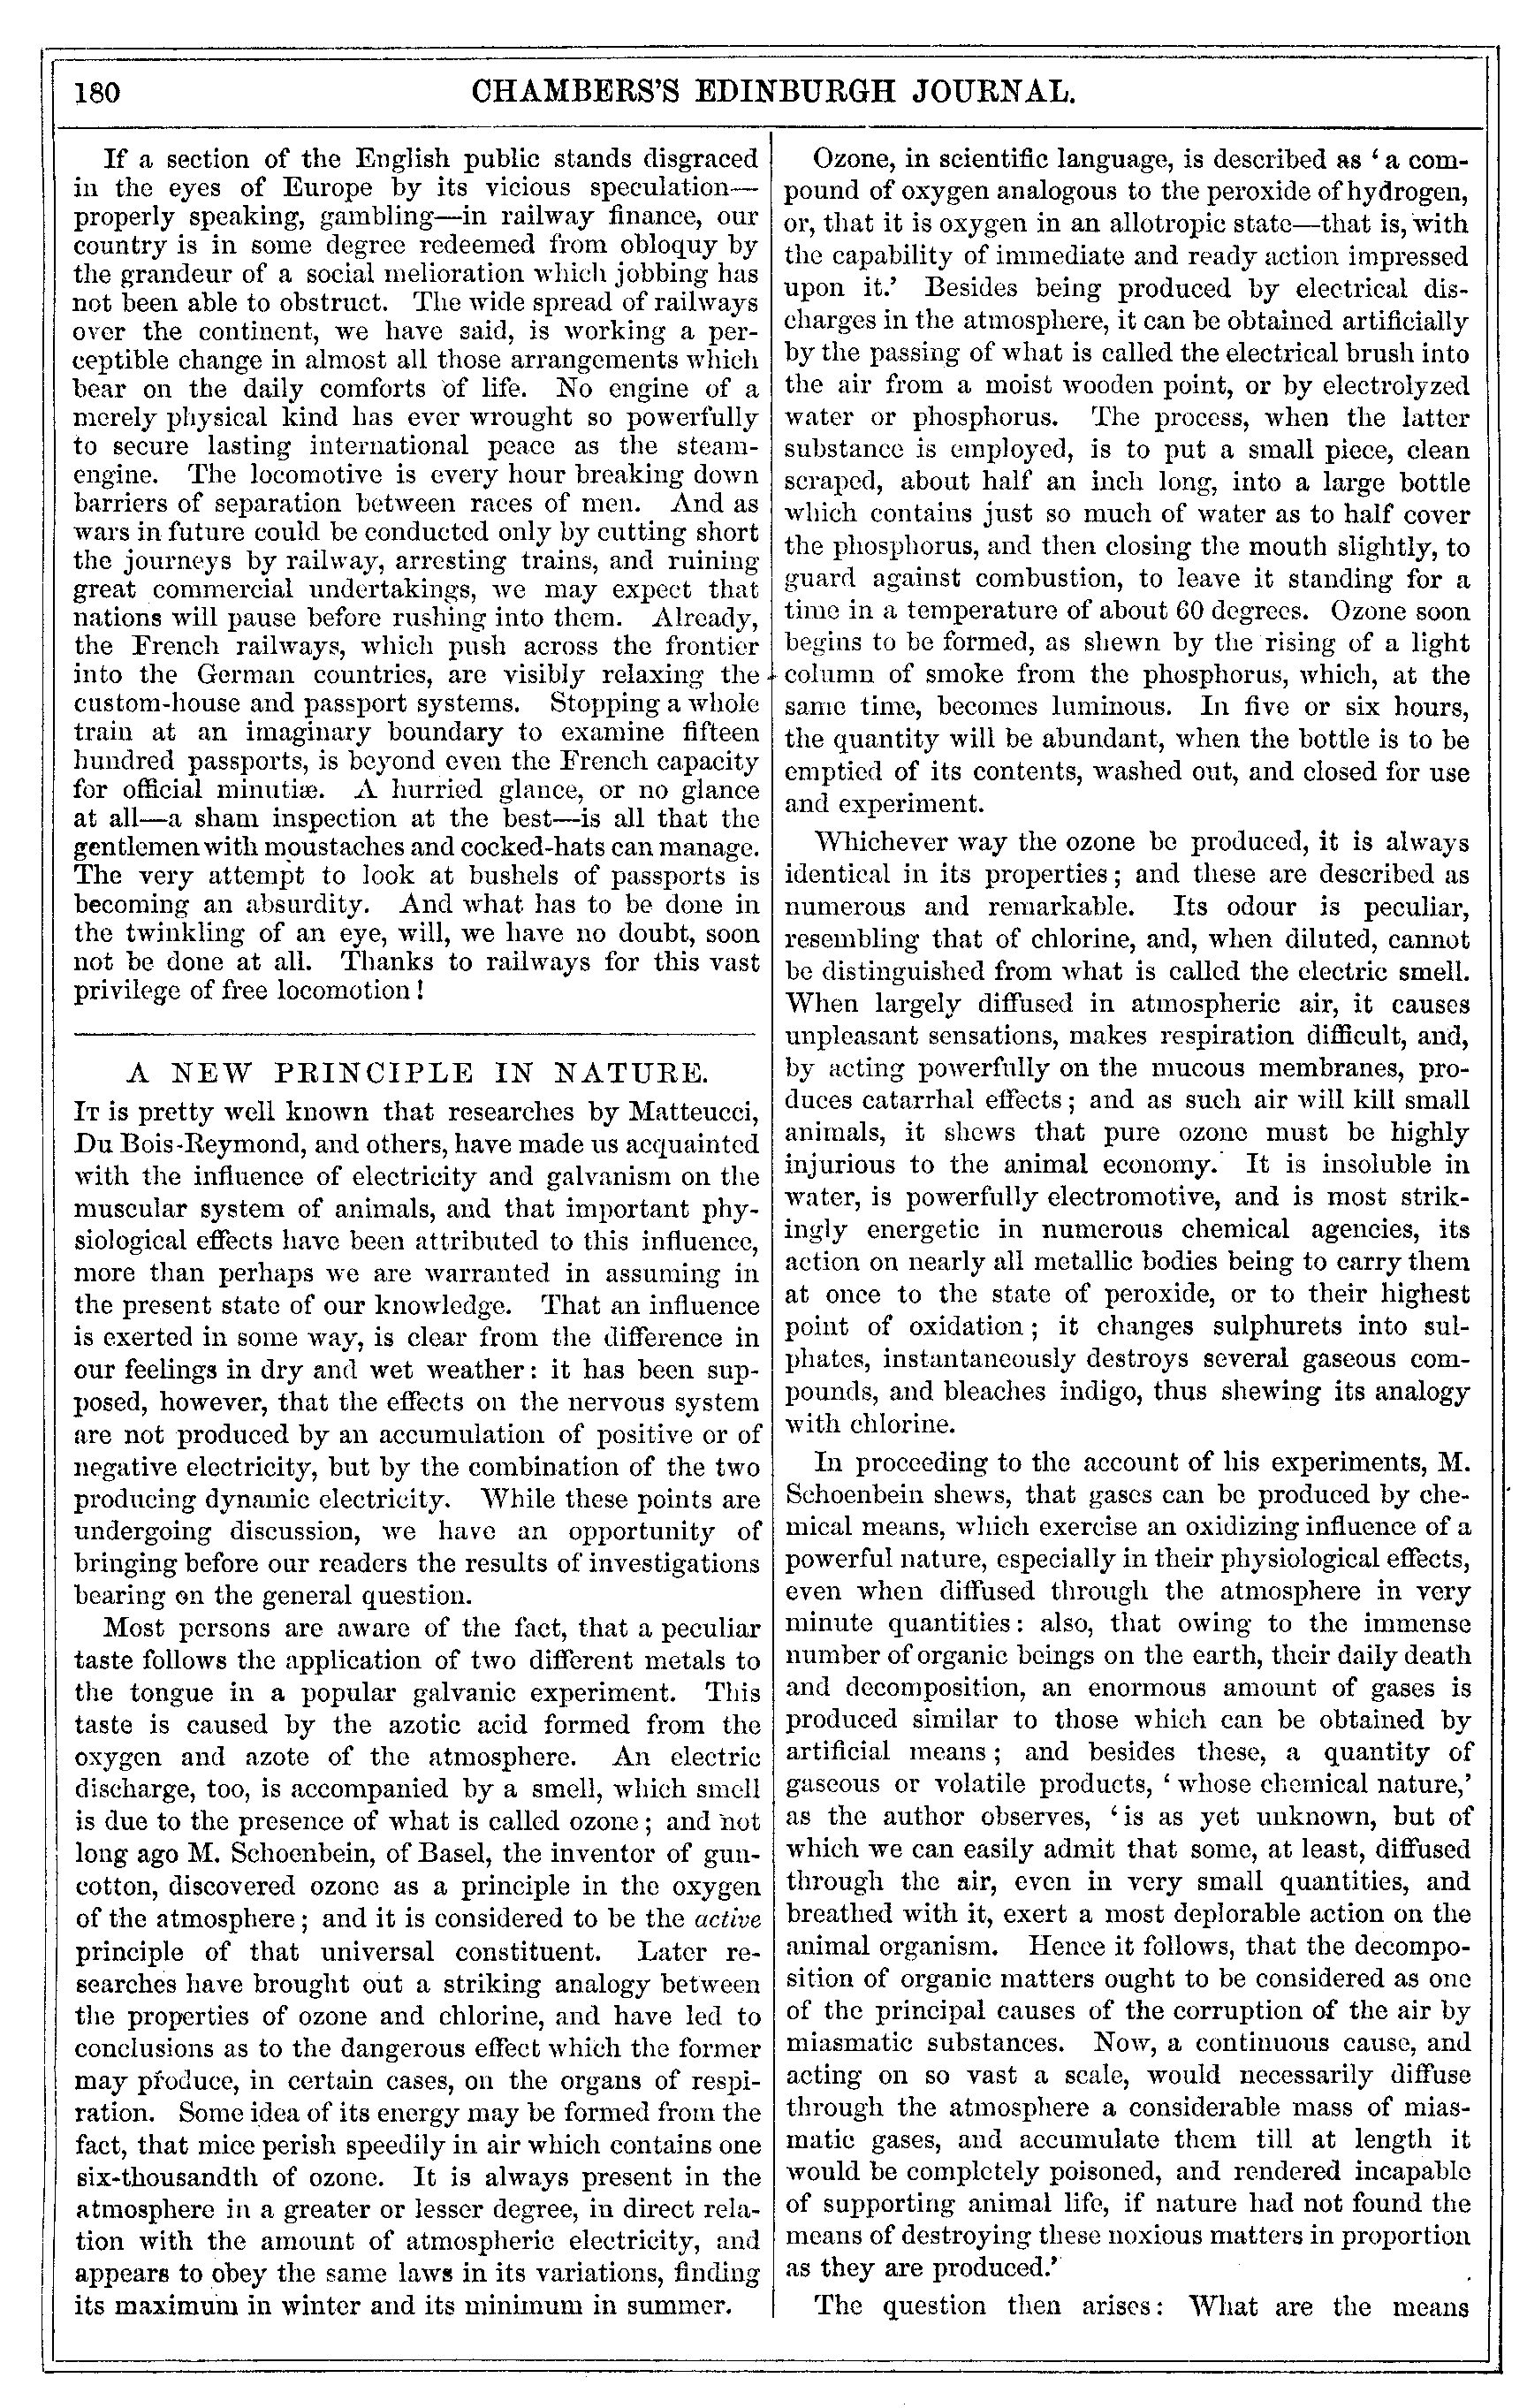 180
CHAMBERS'S EDINBURGH JOURNAL.
If a section of the English public stands disgraced
in the eyes of Europe by its vicious speculation—
properly speaking, gambling—in railway finance, our
country is in some degree redeemed from obloquy by
the grandeur of a social melioration which jobbing has
not been able to obstruct. The wide spread of railways
over the continent, we have said, is working a per-
ceptible change in almost all those arrangements which
bear on the daily comforts of life. No engine of a
merely physical kind has ever wrought so powerfully
to secure lasting international peace as the steam-
engine. The locomotive is every hour breaking down
barriers of separation between races of men. And as
wars in future could be conducted only by cutting short
the journeys by railway, arresting trains, and ruining
great commercial undertakings, we may expect that
nations will pause before rushing into them. Already,
the French railways, which push across the frontier
into the German countries, are visibly relaxing the
custom-house and passport systems. Stopping a whole
train at an imaginary boundary to examine fifteen
hundred passports, is beyond even the French capacity
for official minutiæ. A hurried glance, or no glance
at all—a sham inspection at the best—is all that the
gentlemen with moustaches and cocked-hats can manage.
The very attempt to look at bushels of passports is
becoming an absurdity. And what has to be done in
the twinkling of an eye, will, we have no doubt, soon
not be done at all. Thanks to railways for this vast
privilege of free locomotion!
A NEW PRINCIPLE IN NATURE.
IT is pretty well known that researches by Matteucci,
Du Bois-Reymond, and others, have made us acquainted
with the influence of electricity and galvanism on the
muscular system of animals, and that important phy-
siological effects have been attributed to this influence,
more than perhaps we are warranted in assuming in
the present state of our knowledge. That an influence
is exerted in some way, is clear from the difference in
our feelings in dry and wet weather: it has been sup-
posed, however, that the effects on the nervous system
are not produced by an accumulation of positive or of
negative electricity, but by the combination of the two
producing dynamic electricity. While these points are
undergoing discussion, we have an opportunity of
bringing before our readers the results of investigations
bearing on the general question.
Most persons are aware of the fact, that a peculiar
taste follows the application of two different metals to
the tongue in a popular galvanic experiment. This
taste is caused by the azotic acid formed from the
oxygen and azote of the atmosphere. An electric
discharge, too, is accompanied by a smell, which smell
is due to the presence of what is called ozone; and not
long ago M. Schoenbein, of Basel, the inventor of gun-
cotton, discovered ozone as a principle in the oxygen
of the atmosphere; and it is considered to be the active
principle of that universal constituent. Later re-
searches have brought out a striking analogy between
the properties of ozone and chlorine, and have led to
conclusions as to the dangerous effect which the former
may produce, in certain cases, on the organs of respi-
ration. Some idea of its energy may be formed from the
fact, that mice perish speedily in air which contains one
six-thousandth of ozone. It is always present in the
atmosphere in a greater or lesser degree, in direct rela-
tion with the amount of atmospheric electricity, and
appears to obey the same laws in its variations, finding
its maximum in winter and its minimum in summer.
Ozone, in scientific language, is described as ‘a com-
pound of oxygen analogous to the peroxide of hydrogen,
or, that it is oxygen in an allotropic state—that is, with
the capability of immediate and ready action impressed
upon it.’ Besides being produced by electrical dis-
charges in the atmosphere, it can be obtained artificially
by the passing of what is called the electrical brush into
the air from a moist wooden point, or by electrolyzed
water or phosphorus. The process, when the latter
substance is employed, is to put a small piece, clean
scraped, about half an inch long, into a large bottle
which contains just so much of water as to half cover
the phosphorus, and then closing the mouth slightly, to
guard against combustion, to leave it standing for a
time in a temperature of about 60 degrees. Ozone soon
begins to be formed, as shewn by the rising of a light
column of smoke from the phosphorus, which, at the
same time, becomes luminous. In five or six hours,
the quantity will be abundant, when the bottle is to be
emptied of its contents, washed out, and closed for use
and experiment.
Whichever way the ozone be produced, it is always
identical in its properties; and these are described as
numerous and remarkable. Its odour is peculiar,
resembling that of chlorine, and, when diluted, cannot
be distinguished from what is called the electric smell.
When largely diffused in atmospheric air, it causes
unpleasant sensations, makes respiration difficult, and,
by acting powerfully on the mucous membranes, pro-
duces catarrhal effects; and as such air will kill small
animals, it shews that pure ozone must be highly
injurious to the animal economy. It is insoluble in
water, is powerfully electromotive, and is most strik-
ingly energetic in numerous chemical agencies, its
action on nearly all metallic bodies being to carry them
at once to the state of peroxide, or to their highest
point of oxidation; it changes sulphurets into sul-
phates, instantaneously destroys several gaseous com-
pounds, and bleaches indigo, thus shewing its analogy
with chlorine.
In proceeding to the account of his experiments, M.
Schoenbein shews, that gases can be produced by che-
mical means, which exercise an oxidizing influence of a
powerful nature, especially in their physiological effects,
even when diffused through the atmosphere in very
minute quantities: also, that owing to the immense
number of organic beings on the earth, their daily death
and decomposition, an enormous amount of gases is
produced similar to those which can be obtained by
artificial means; and besides these, a quantity of
gaseous or volatile products, ‘whose chemical nature,’
as the author observes, ‘is as yet unknown, but of
which we can easily admit that some, at least, diffused
through the air, even in very small quantities, and
breathed with it, exert a most deplorable action on the
animal organism. Hence it follows, that the decompo-
sition of organic matters ought to be considered as one
of the principal causes of the corruption of the air by
miasmatic substances. Now, a continuous cause, and
acting on so vast a scale, would necessarily diffuse
through the atmosphere a considerable mass of mias-
matic gases, and accumulate them till at length it
would be completely poisoned, and rendered incapable
of supporting animal life, if nature had not found the
means of destroying these noxious matters in proportion
as they are produced.’
The question then arises: What are the means